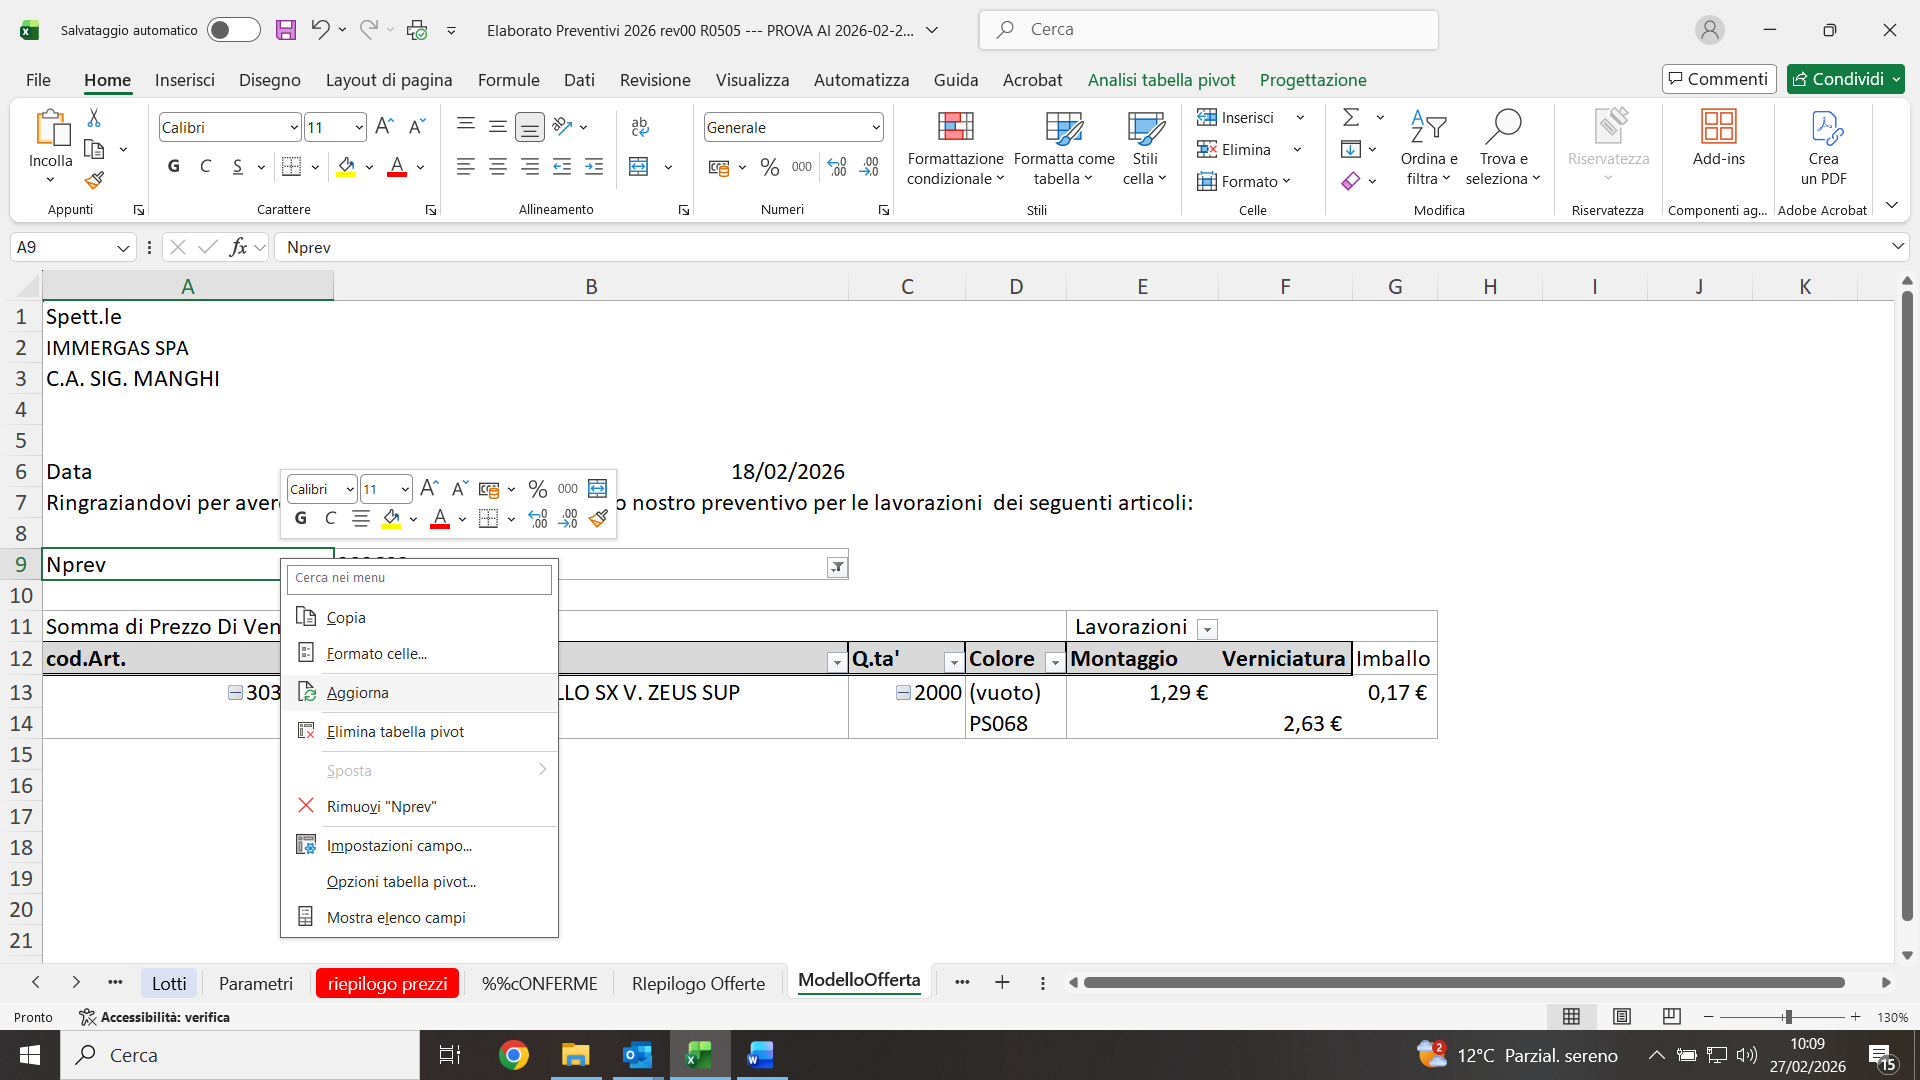 Salvataggio automatico
Elaborato Preventivi 2026 rev00 R0505 --- PROVA AI 2026-02-2...
Cerca
File Home Inserisci Disegno Layout di pagina Formule Dati Revisione Visualizza Automatizza Guida Acrobat Analisi tabella pivot Progettazione
Commenti
Condividi
Incolla
Calibri 11
G C S
Generale
% 000
Formattazione condizionale
Formatta come tabella
Stili cella
Inserisci
Elimina
Formato
Ordina e filtra
Trova e seleziona
Riservatezza
Add-ins
Crea un PDF
Appunti Carattere Allineamento Numeri Stili Celle Modifica Riservatezza Componenti ag... Adobe Acrobat
A9 fx Nprev
A B C D E F G H I J K
1 Spett.le
2 IMMERGAS SPA
3 C.A. SIG. MANGHI
4
5
6 Data 18/02/2026
7 Ringraziandovi per aver o nostro preventivo per le lavorazioni dei seguenti articoli:
8
Calibri 11 % 000
G C A
9 Nprev
10
11 Somma di Prezzo Di Ven Lavorazioni
12 cod.Art. Q.ta' Colore Montaggio Verniciatura Imballo
13 303 LLO SX V. ZEUS SUP 2000 (vuoto) 1,29 € 0,17 €
14 PS068 2,63 €
15
16
17
18
19
20
21
Cerca nei menu
Copia
Formato celle...
Aggiorna
Elimina tabella pivot
Sposta
Rimuovi "Nprev"
Impostazioni campo...
Opzioni tabella pivot...
Mostra elenco campi
Lotti Parametri riepilogo prezzi %%cONFERME RIepilogo Offerte ModelloOfferta
Pronto Accessibilità: verifica 130%
Cerca
2
12°C Parzial. sereno
10:09
27/02/2026
15